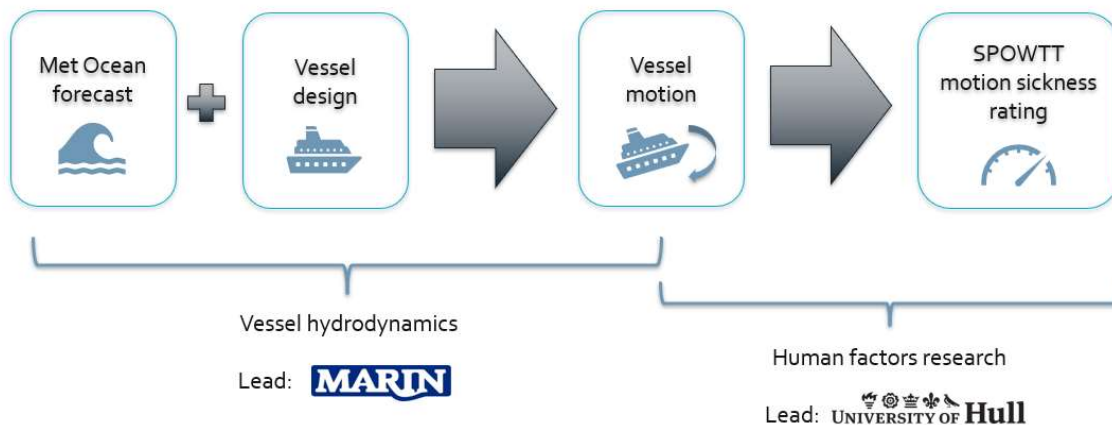 Met Ocean
forecast
Vessel
design
Vessel
motion
SPOWTT
motion sickness
rating
Vessel hydrodynamics
Lead: MARIN
Human factors research
Lead: UNIVERSITY OF Hull